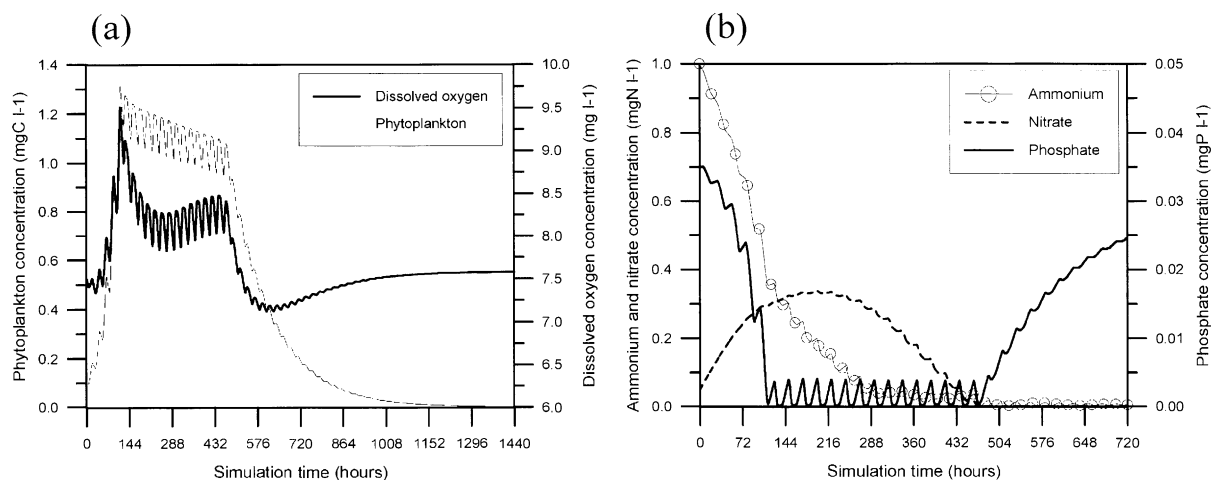 (a)
1.4
1.2
1.0
0.8
0.6
0.4
0.2
0.0
Phytoplankton concentration (mgC l-1)
Dissolved oxygen
Phytoplankton
10.0
9.5
9.0
8.5
8.0
7.5
7.0
6.5
6.0
Dissolved oxygen concentration (mg l-1)
0 144 288 432 576 720 864 1008 1152 1296 1440
Simulation time (hours)
(b)
1.0
0.8
0.6
0.4
0.2
0.0
Ammonium and nitrate concentration (mgN l-1)
Ammonium
Nitrate
Phosphate
0.05
0.04
0.03
0.02
0.01
0.00
Phosphate concentration (mgP l-1)
0 72 144 216 288 360 432 504 576 648 720
Simulation time (hours)